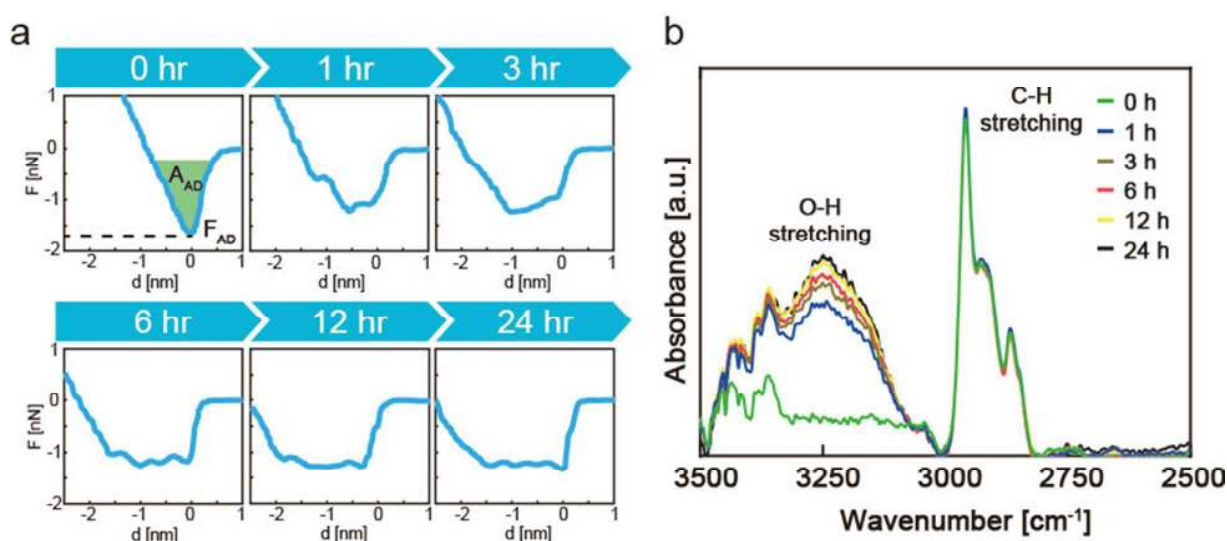 a
0 hr 1 hr 3 hr
1
0
-1
-2
F [nN]
A_AD
F_AD
-2 -1 0 1
d [nm]
-2 -1 0 1
d [nm]
-2 -1 0 1
d [nm]
6 hr 12 hr 24 hr
1
0
-1
-2
F [nN]
-2 -1 0 1
d [nm]
-2 -1 0 1
d [nm]
-2 -1 0 1
d [nm]
b
Absorbance [a.u.]
O-H
stretching
C-H
stretching
0 h
1 h
3 h
6 h
12 h
24 h
3500 3250 3000 2750 2500
Wavenumber [cm⁻¹]